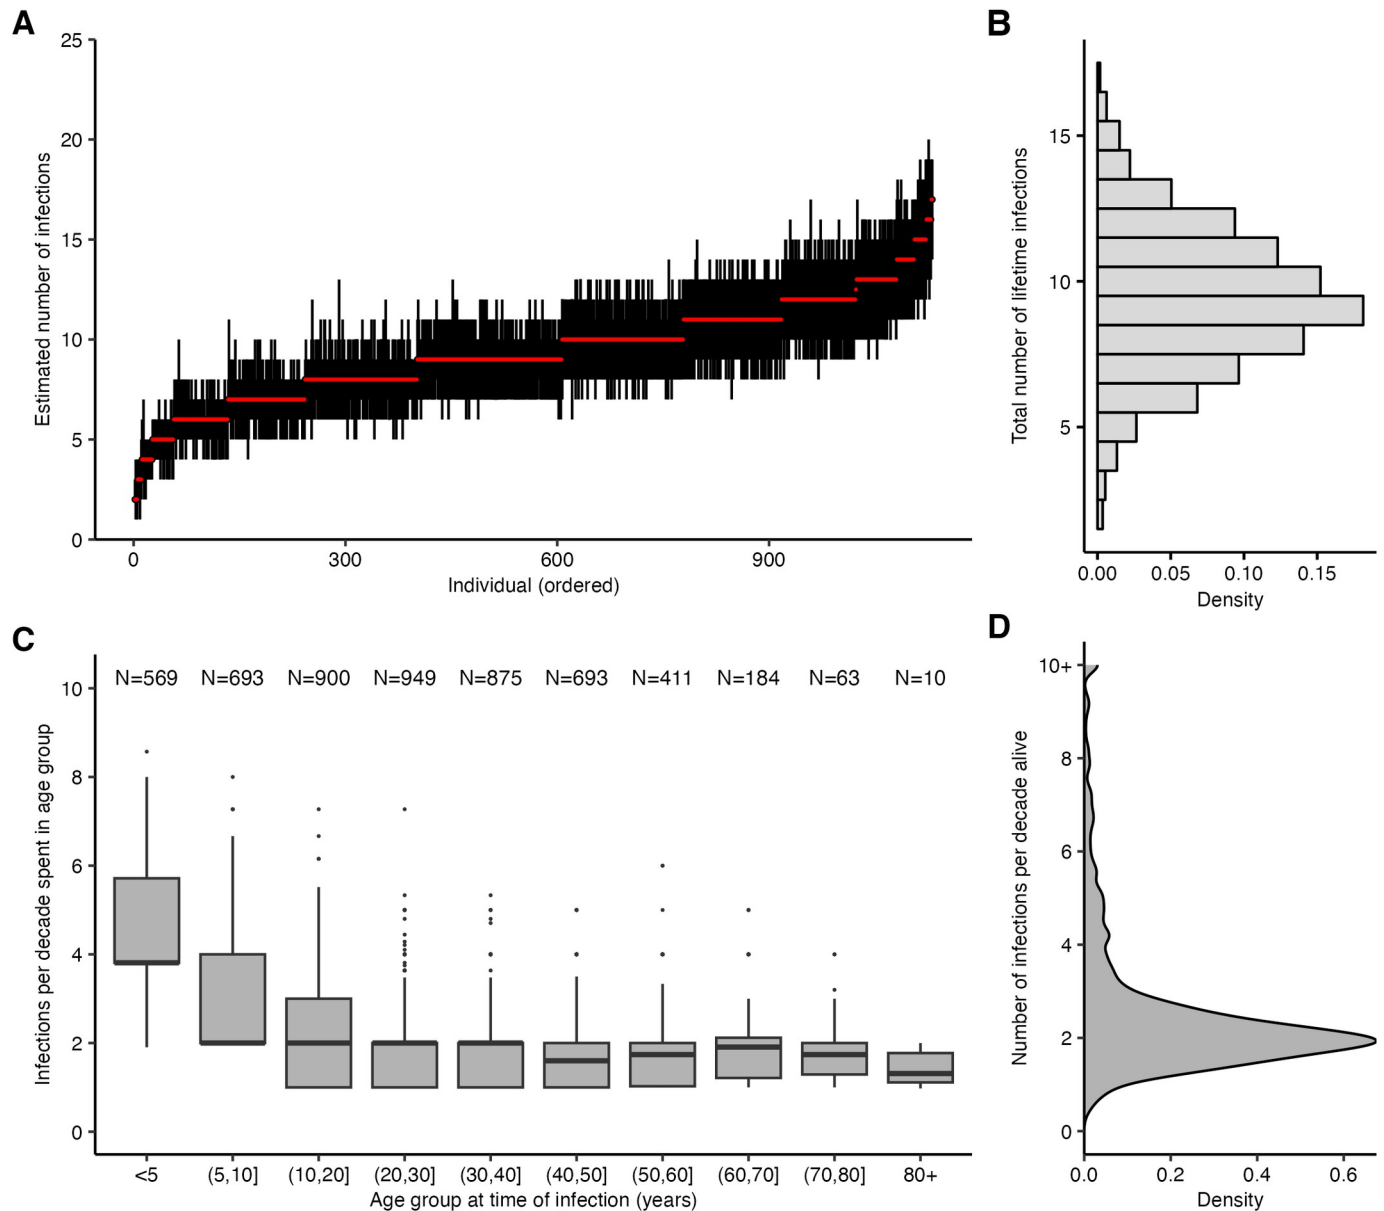 A
Estimated number of infections
25
20
15
10
5
0
0 300 600 900
Individual (ordered)
B
Total number of lifetime infections
15
10
5
0.00 0.05 0.10 0.15
Density
C
Infections per decade spent in age group
N=569 N=693 N=900 N=949 N=875 N=693 N=411 N=184 N=63 N=10
10
8
6
4
2
0
<5 (5,10] (10,20] (20,30] (30,40] (40,50] (50,60] (60,70] (70,80] 80+
Age group at time of infection (years)
D
Number of infections per decade alive
10+
8
6
4
2
0
0.0 0.2 0.4 0.6
Density